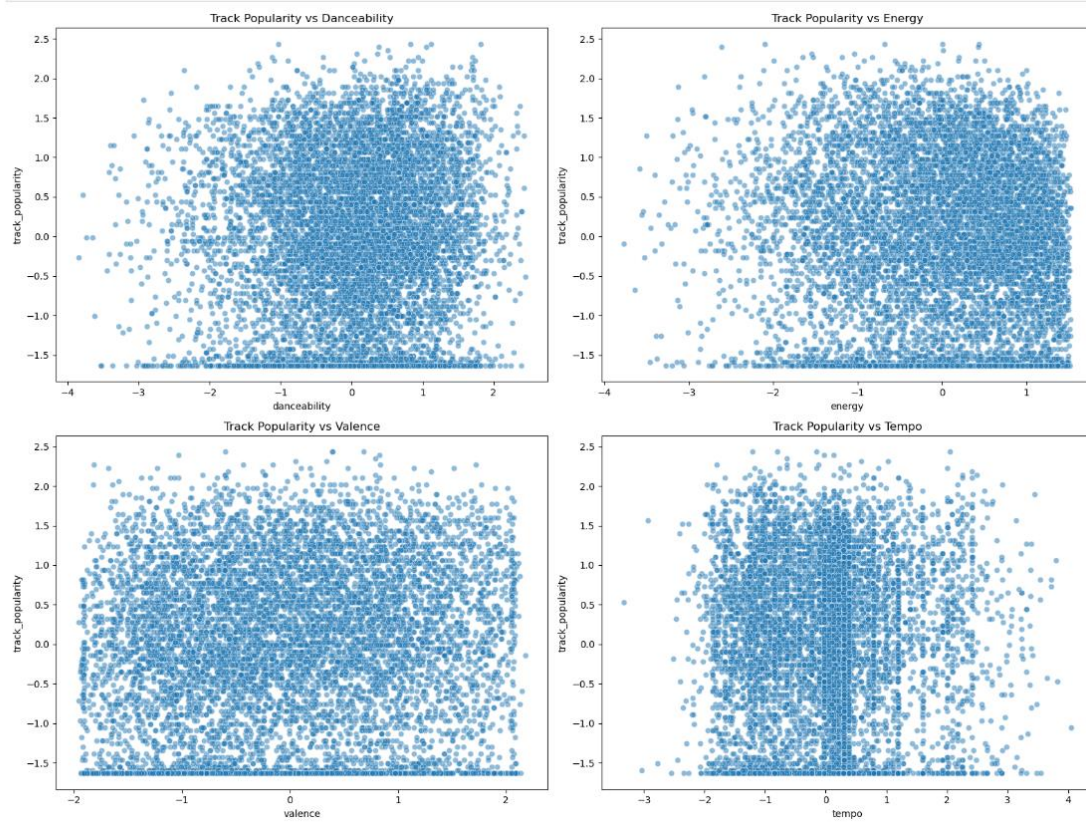 Track Popularity vs Danceability
track_popularity
2.5
2.0
1.5
1.0
0.5
0.0
−0.5
−1.0
−1.5
−4 −3 −2 −1 0 1 2
danceability
Track Popularity vs Energy
track_popularity
2.5
2.0
1.5
1.0
0.5
0.0
−0.5
−1.0
−1.5
−4 −3 −2 −1 0 1
energy
Track Popularity vs Valence
track_popularity
2.5
2.0
1.5
1.0
0.5
0.0
−0.5
−1.0
−1.5
−2 −1 0 1 2
valence
Track Popularity vs Tempo
track_popularity
2.5
2.0
1.5
1.0
0.5
0.0
−0.5
−1.0
−1.5
−3 −2 −1 0 1 2 3 4
tempo